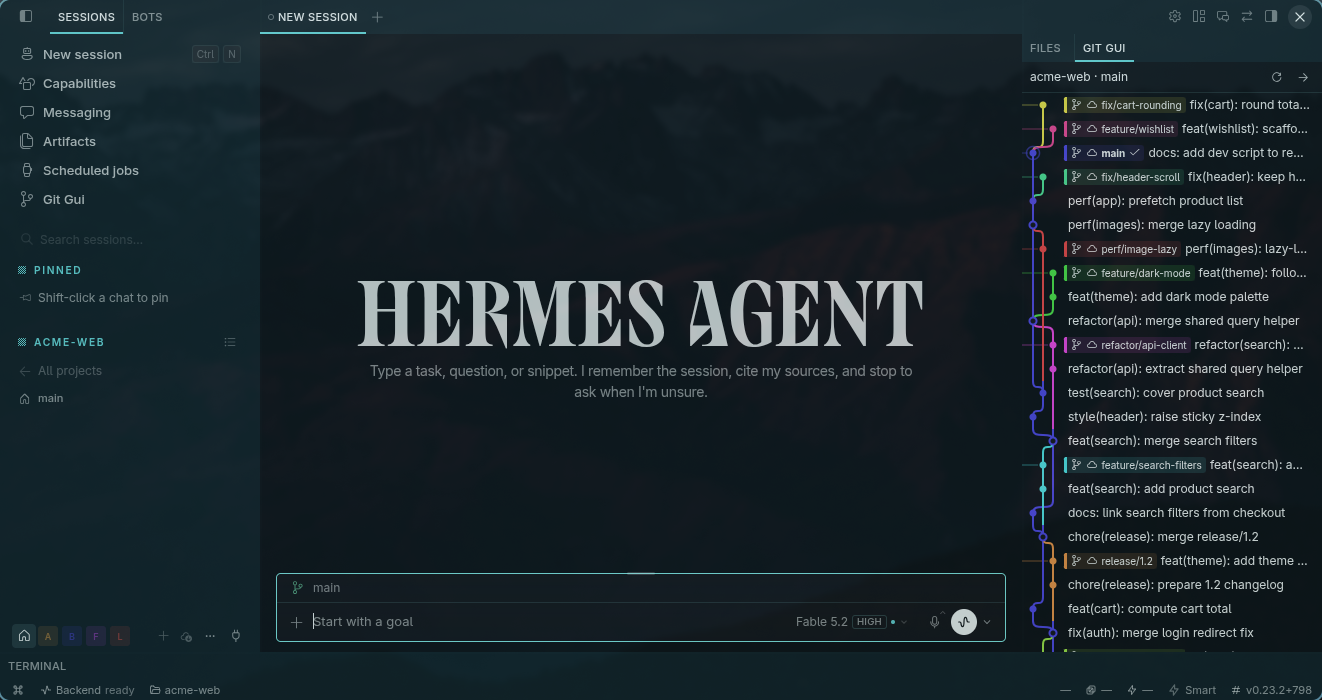 SESSIONS BOTS
NEW SESSION
New session Ctrl N
Capabilities
Messaging
Artifacts
Scheduled jobs
Git Gui
Search sessions...
PINNED
Shift-click a chat to pin
ACME-WEB
All projects
main
A B F L
HERMES AGENT
Type a task, question, or snippet. I remember the session, cite my sources, and stop to
ask when I'm unsure.
main
Start with a goal
Fable 5.2 HIGH
FILES GIT GUI
acme-web · main
fix/cart-rounding fix(cart): round tota...
feature/wishlist feat(wishlist): scaffo...
main docs: add dev script to re...
fix/header-scroll fix(header): keep h...
perf(app): prefetch product list
perf(images): merge lazy loading
perf/image-lazy perf(images): lazy-l...
feature/dark-mode feat(theme): follo...
feat(theme): add dark mode palette
refactor(api): merge shared query helper
refactor/api-client refactor(search): ...
refactor(api): extract shared query helper
test(search): cover product search
style(header): raise sticky z-index
feat(search): merge search filters
feature/search-filters feat(search): a...
feat(search): add product search
docs: link search filters from checkout
chore(release): merge release/1.2
release/1.2 feat(theme): add theme ...
chore(release): prepare 1.2 changelog
feat(cart): compute cart total
fix(auth): merge login redirect fix
TERMINAL
Backend ready acme-web
— — — Smart # v0.23.2+798